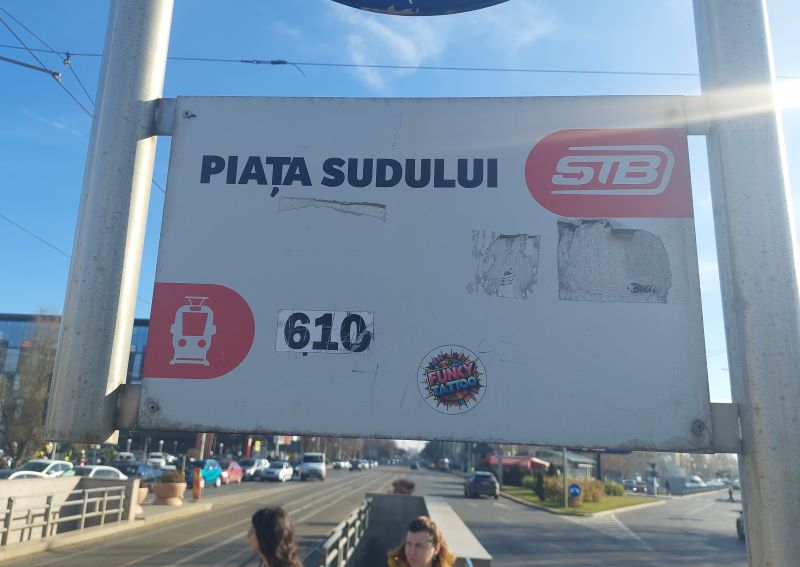 PIAȚA SUDULUI
STB
610
FUNKY
TATTOO